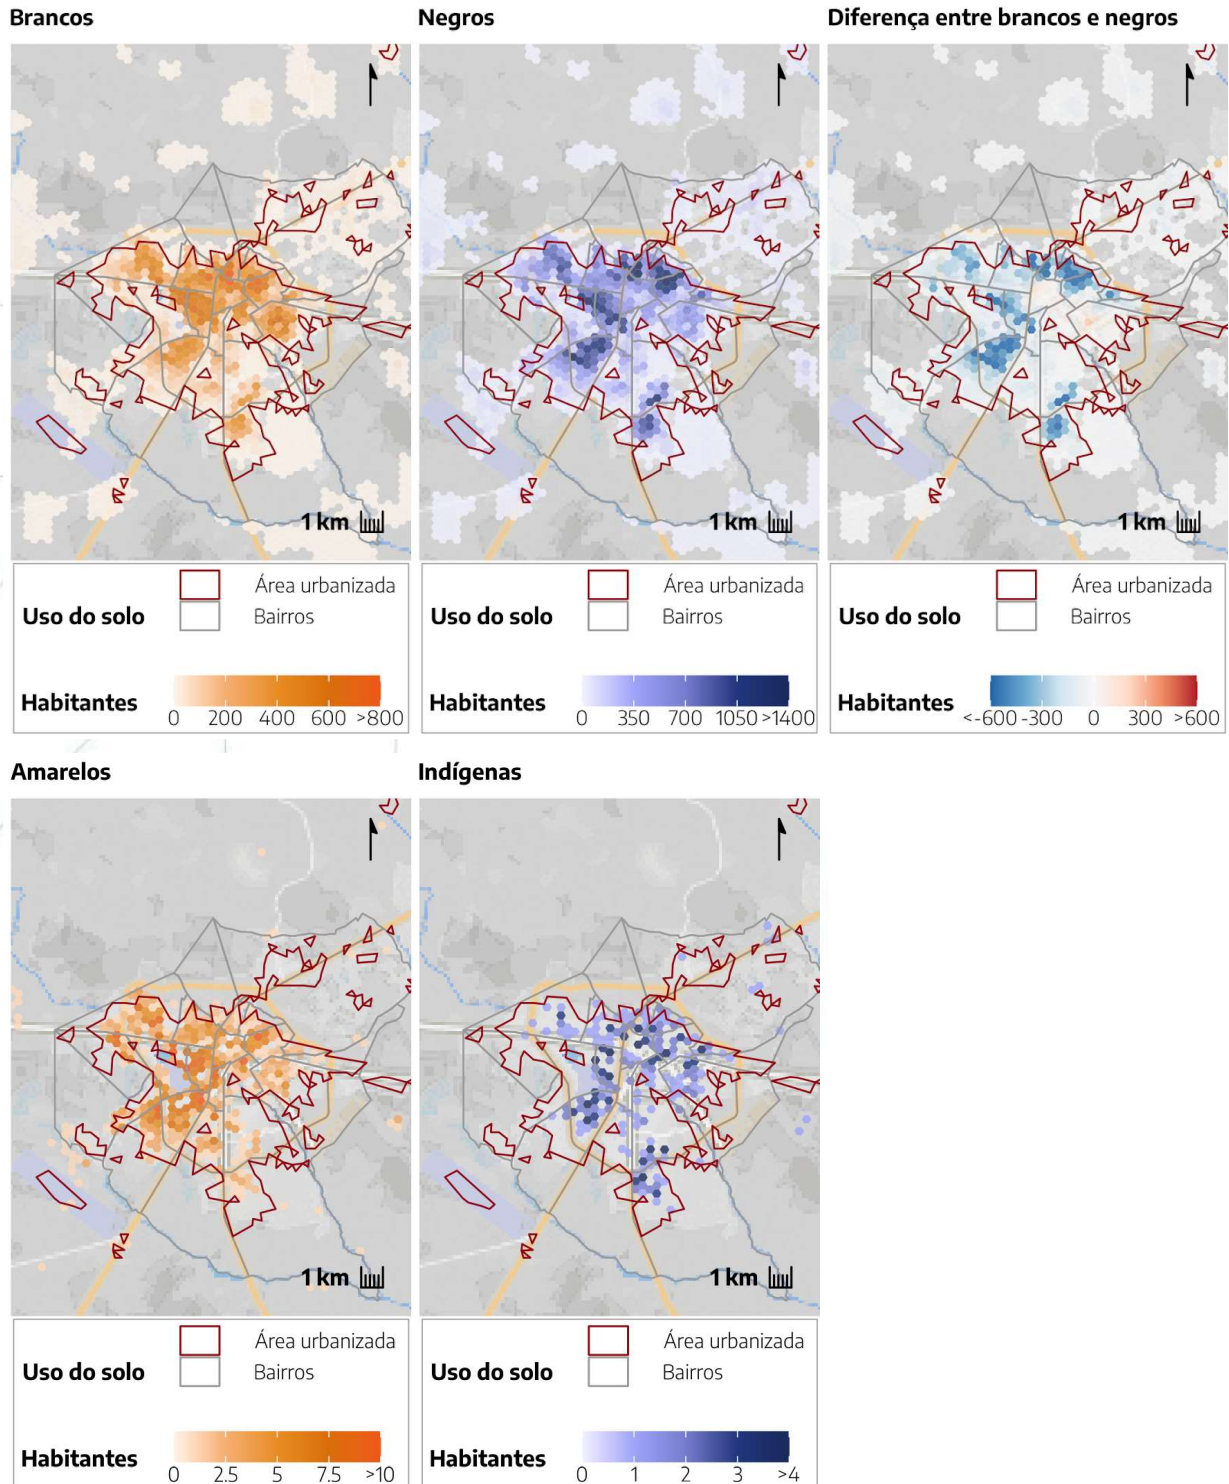 Brancos
Negros
Diferença entre brancos e negros
1 km
1 km
1 km
Uso do solo
Área urbanizada
Bairros
Habitantes
0 200 400 600 >800
Uso do solo
Área urbanizada
Bairros
Habitantes
0 350 700 1050 >1400
Uso do solo
Área urbanizada
Bairros
Habitantes
<-600 -300 0 300 >600
Amarelos
Indígenas
1 km
1 km
Uso do solo
Área urbanizada
Bairros
Habitantes
0 2.5 5 7.5 >10
Uso do solo
Área urbanizada
Bairros
Habitantes
0 1 2 3 >4